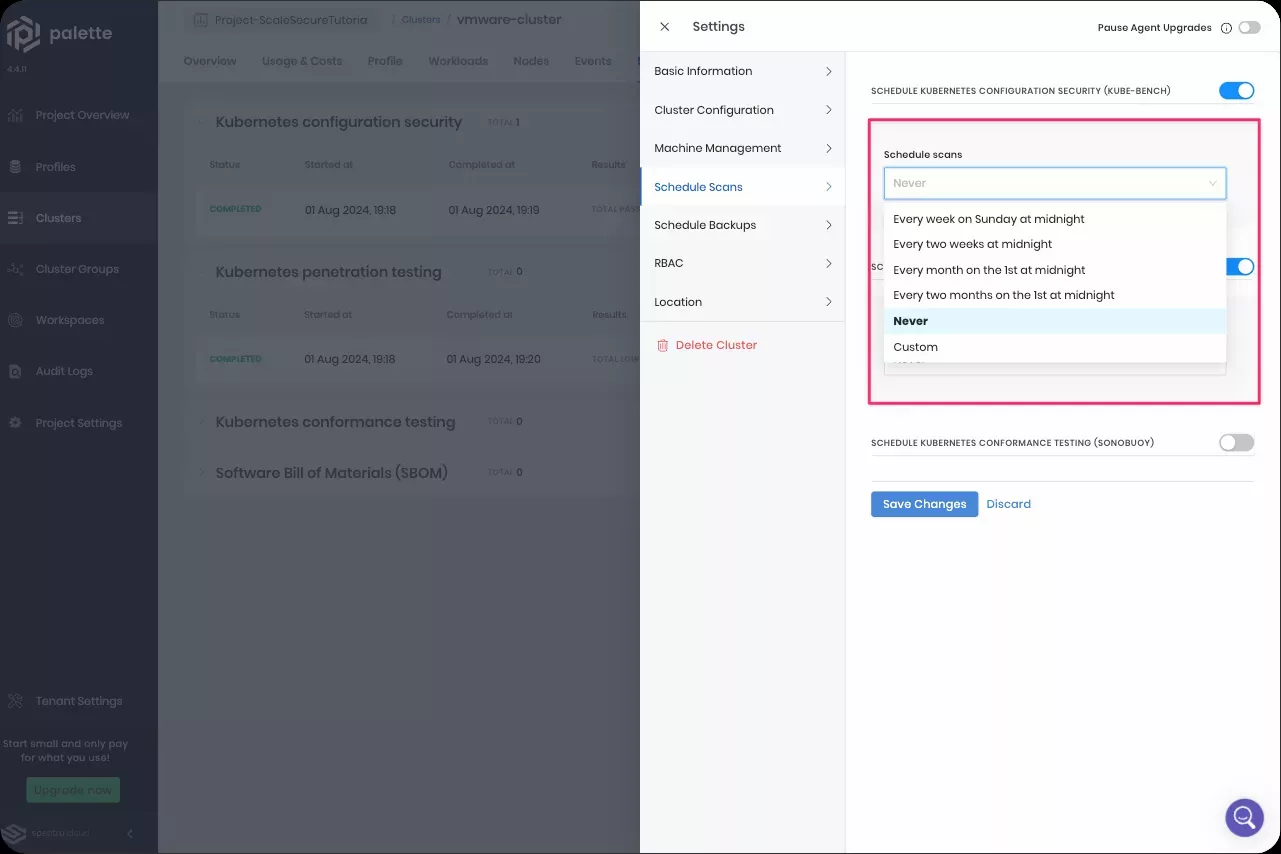 palette
4.4.11
Project Overview
Profiles
Clusters
Cluster Groups
Workspaces
Audit Logs
Project Settings
Tenant Settings
Start small and only pay
for what you use!
Upgrade now
spectrocloud
Project-ScaleSecureTutoria / Clusters / vmware-cluster
Overview Usage & Costs Profile Workloads Nodes Events
Kubernetes configuration security TOTAL 1
Status Started at Completed at Results
COMPLETED 01 Aug 2024, 19:18 01 Aug 2024, 19:19 TOTAL
Kubernetes penetration testing TOTAL 0
Status Started at Completed at Results
COMPLETED 01 Aug 2024, 19:18 01 Aug 2024, 19:20 TOTAL LOW
Kubernetes conformance testing TOTAL 0
Software Bill of Materials (SBOM) TOTAL 0
Settings
Pause Agent Upgrades
Basic Information
Cluster Configuration
Machine Management
Schedule Scans
Schedule Backups
RBAC
Location
Delete Cluster
SCHEDULE KUBERNETES CONFIGURATION SECURITY (KUBE-BENCH)
Schedule scans
Never
Every week on Sunday at midnight
Every two weeks at midnight
Every month on the 1st at midnight
Every two months on the 1st at midnight
Never
Custom
SCHEDULE KUBERNETES CONFORMANCE TESTING (SONOBUOY)
Save Changes Discard